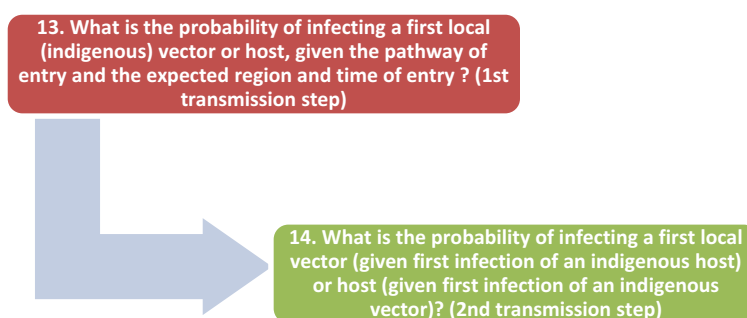 13. What is the probability of infecting a first local
(indigenous) vector or host, given the pathway of
entry and the expected region and time of entry ? (1st
transmission step)
14. What is the probability of infecting a first local
vector (given first infection of an indigenous host)
or host (given first infection of an indigenous
vector)? (2nd transmission step)